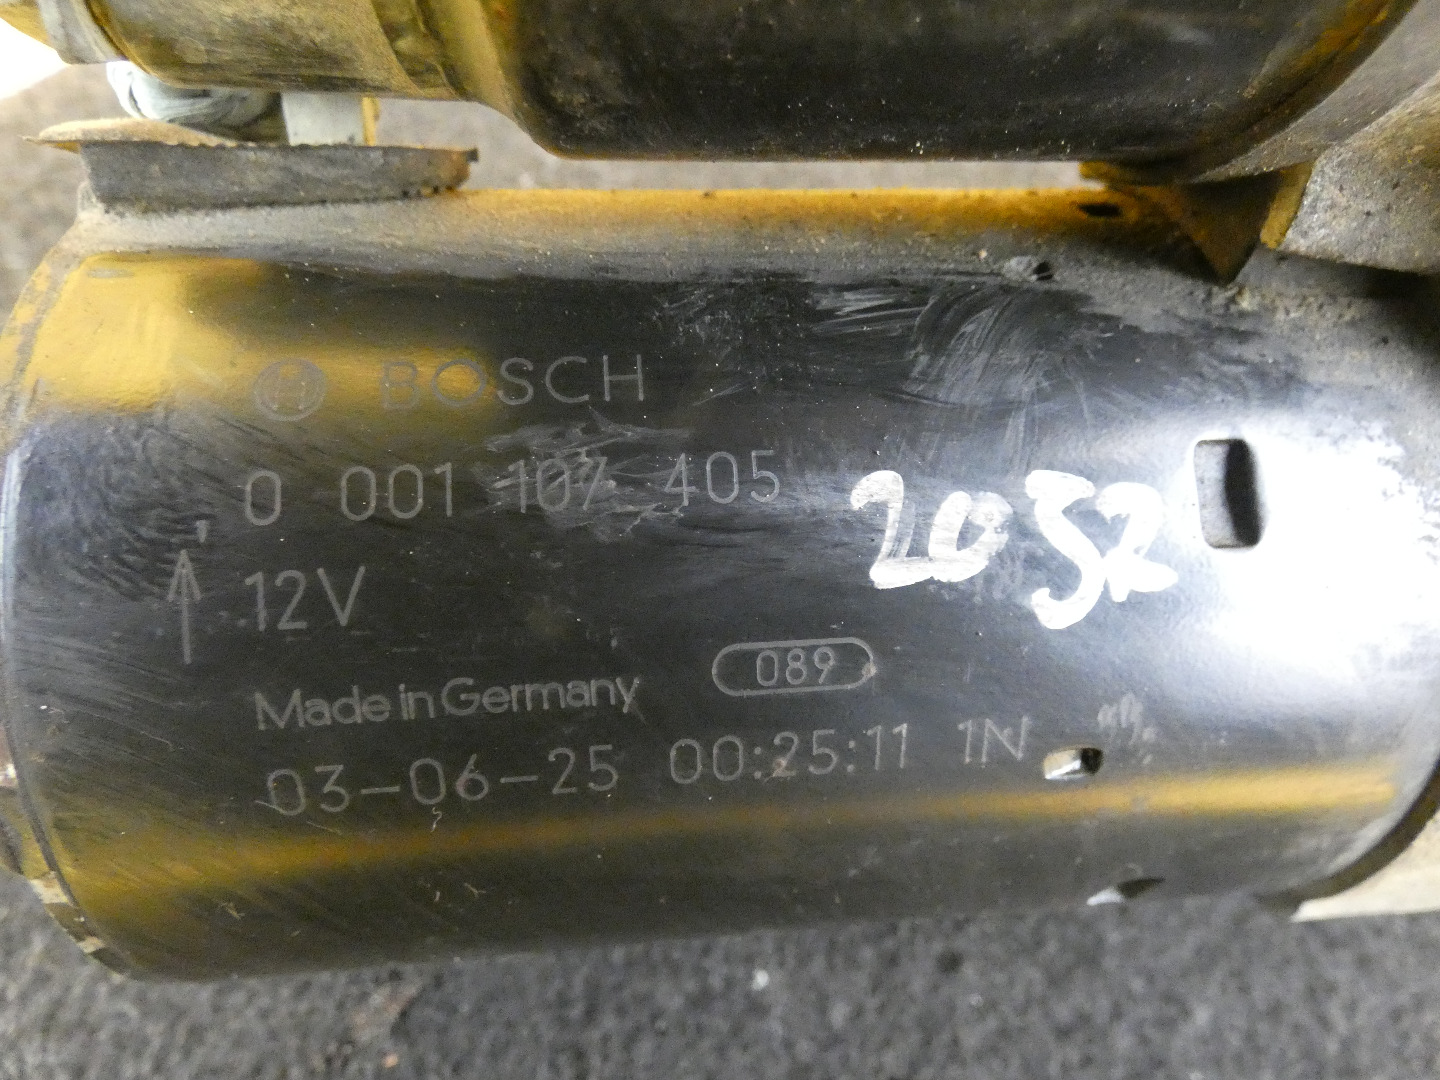 BOSCH
0 001 107 405
2052
12V
089
Made in Germany
03-06-25 00:25:11 1N